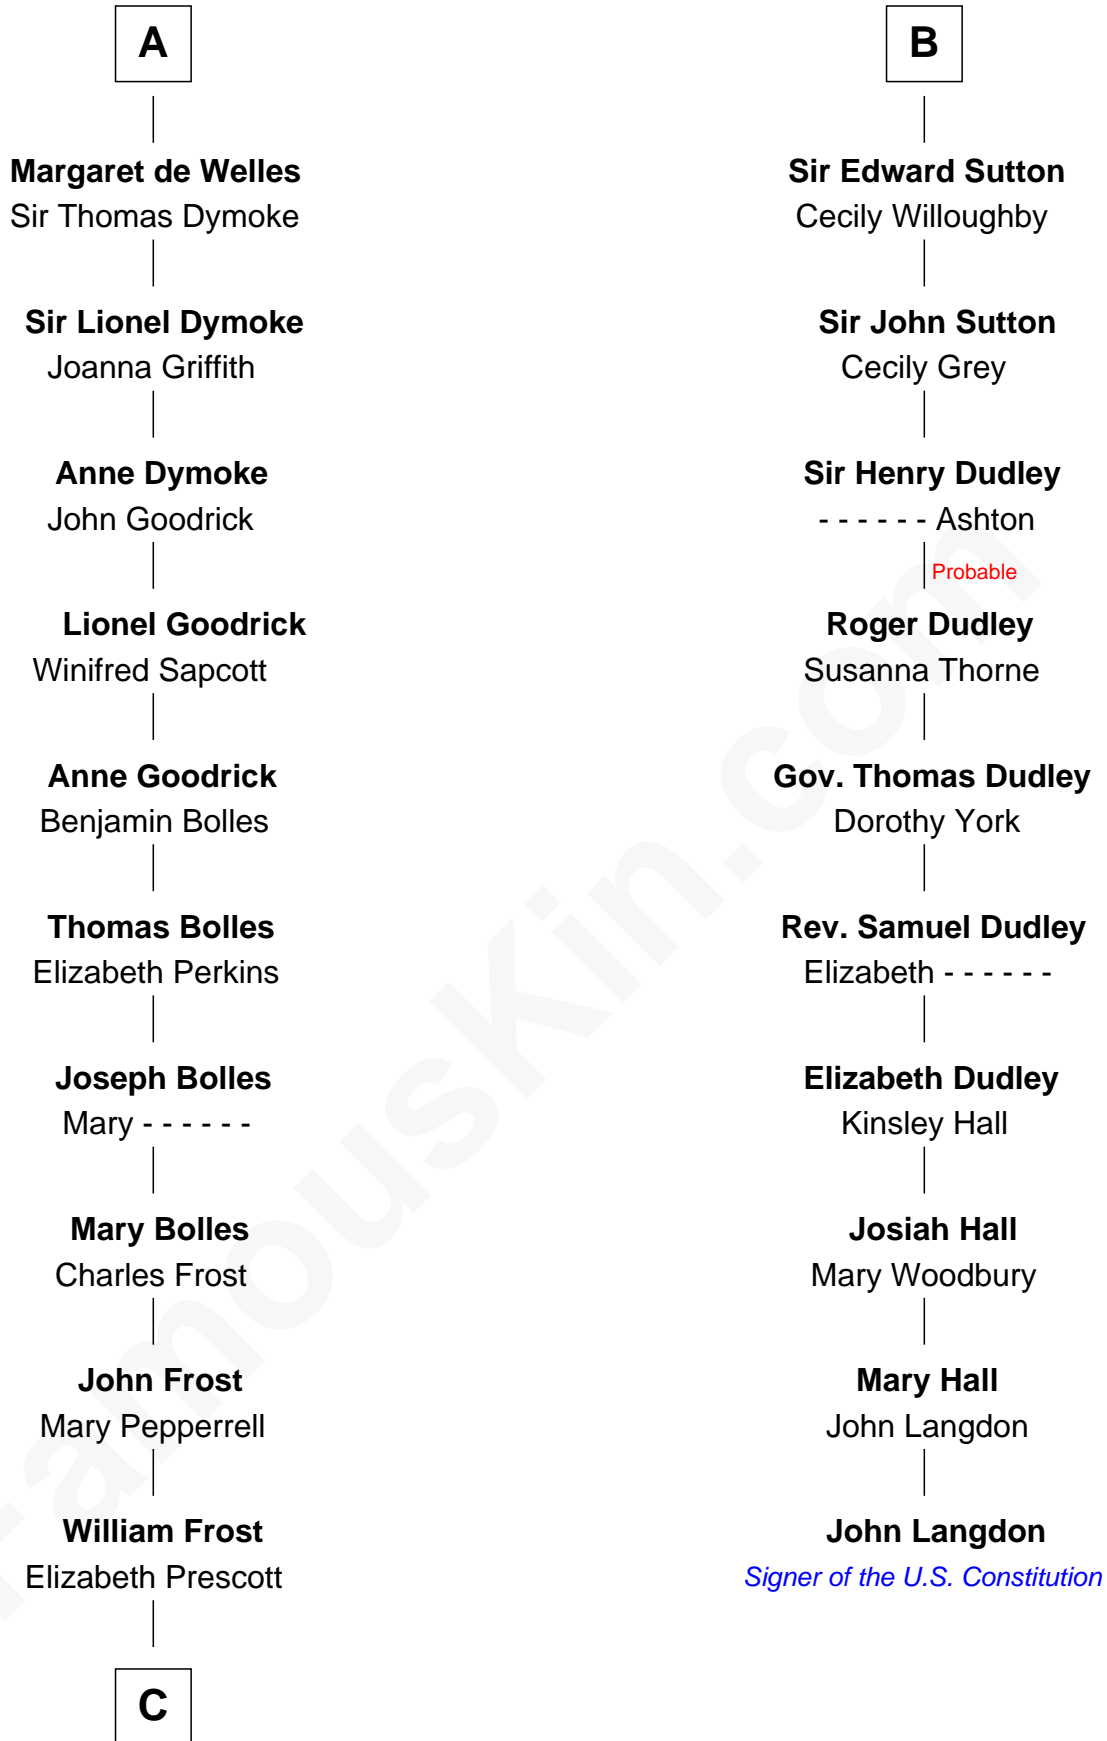 A
Margaret de Welles
Sir Thomas Dymoke
Sir Lionel Dymoke
Joanna Griffith
Anne Dymoke
John Goodrick
Lionel Goodrick
Winifred Sapcott
Anne Goodrick
Benjamin Bolles
Thomas Bolles
Elizabeth Perkins
Joseph Bolles
Mary - - - - - -
Mary Bolles
Charles Frost
John Frost
Mary Pepperrell
William Frost
Elizabeth Prescott
C
B
Sir Edward Sutton
Cecily Willoughby
Sir John Sutton
Cecily Grey
Sir Henry Dudley
- - - - - - Ashton
Probable
Roger Dudley
Susanna Thorne
Gov. Thomas Dudley
Dorothy York
Rev. Samuel Dudley
Elizabeth - - - - - -
Elizabeth Dudley
Kinsley Hall
Josiah Hall
Mary Woodbury
Mary Hall
John Langdon
John Langdon
Signer of the U.S. Constitution
FamousKin.com